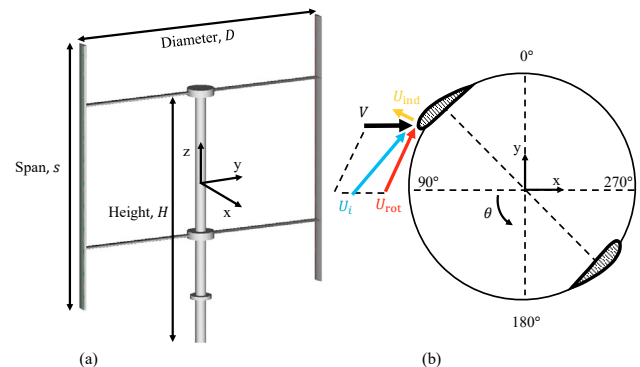 Diameter, D
Span, s
z
y
x
Height, H
(a)
0°
U_ind
V
y
x
90°
270°
θ
U_i
U_rot
180°
(b)